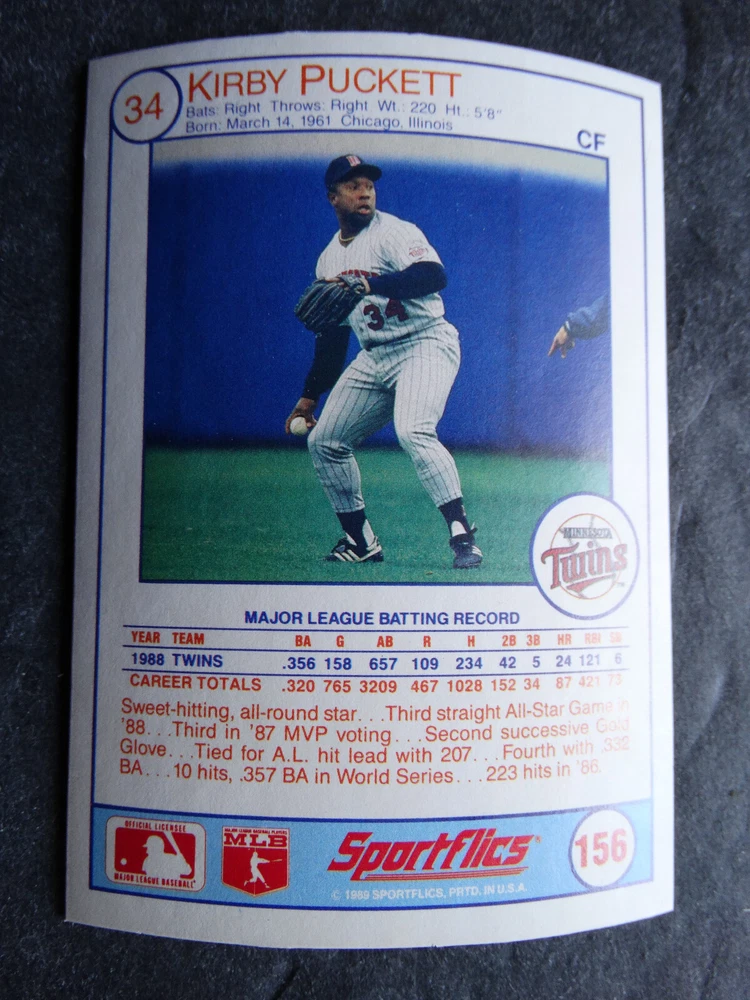 34
KIRBY PUCKETT
Bats: Right Throws: Right Wt.: 220 Ht.: 5'8"
Born: March 14, 1961 Chicago, Illinois
CF
34
MINNESOTA
Twins
TM
MAJOR LEAGUE BATTING RECORD
YEAR TEAM BA G AB R H 2B 3B HR RBI SB
1988 TWINS .356 158 657 109 234 42 5 24 121 6
CAREER TOTALS .320 765 3209 467 1028 152 34 87 421 73
Sweet-hitting, all-round star...Third straight All-Star Game in
'88...Third in '87 MVP voting...Second successive Gold
Glove...Tied for A.L. hit lead with 207...Fourth with .332
BA...10 hits, .357 BA in World Series...223 hits in '86.
OFFICIAL LICENSEE
MAJOR LEAGUE BASEBALL
MAJOR LEAGUE BASEBALL PLAYERS
MLB
Sportflics
© 1989 SPORTFLICS, PRTD. IN U.S.A.
156